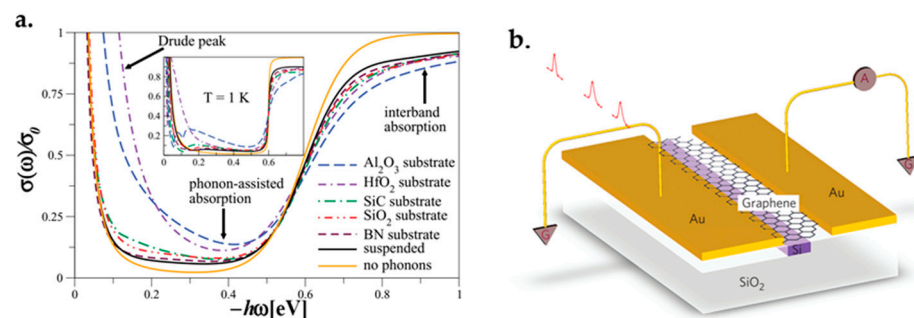 a.
b.
σ(ω)/σ₀
1
0.75
0.5
0.25
0
0 0.2 0.4 0.6 0.8 1
-hω[eV]
Drude peak
0.8
0.6
0.4
0.2
0 0.2 0.4 0.6
T = 1 K
interband
absorption
phonon-assisted
absorption
Al₂O₃ substrate
HfO₂ substrate
SiC substrate
SiO₂ substrate
BN substrate
suspended
no phonons
A
G
G
Au
Graphene
Au
Si
SiO₂